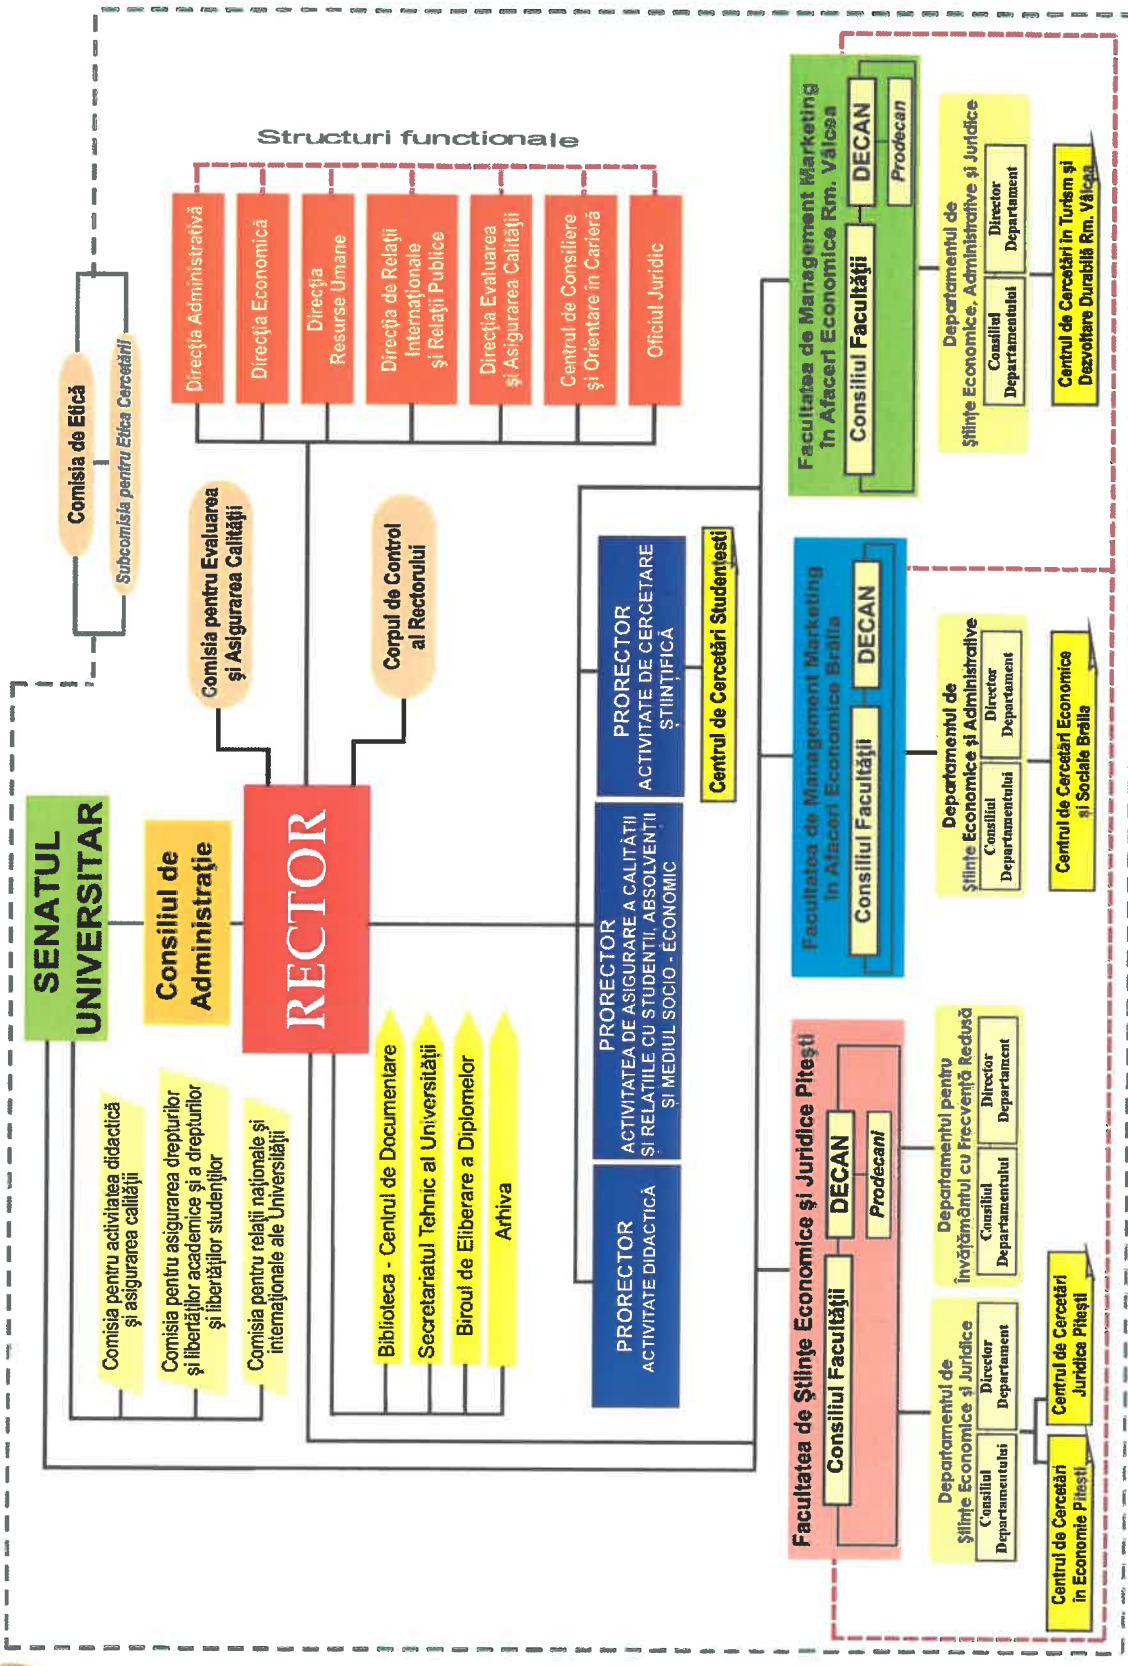 SENATUL
UNIVERSITAR
Comisia de Etică
Subcomisia pentru Etica Cercetării
Consiliul de
Administrație
Comisia pentru activitatea didactică
și asigurarea calității
Comisia pentru asigurarea drepturilor
și libertăților academice și a drepturilor
și libertăților studenților
Comisia pentru relații naționale și
internaționale ale Universității
RECTOR
Comisia pentru Evaluarea
și Asigurarea Calității
Corpul de Control
al Rectorului
Structuri functionale
Direcția Administrativă
Direcția Economică
Direcția
Resurse Umane
Direcția de Relații
Internaționale
și Relații Publice
Direcția Evaluarea
și Asigurarea Calității
Centrul de Consiliere
și Orientare în Carieră
Oficiul Juridic
Biblioteca - Centrul de Documentare
Secretariatul Tehnic al Universității
Biroul de Eliberare a Diplomelor
Arhiva
PRORECTOR
ACTIVITATE DIDACTICĂ
PRORECTOR
ACTIVITATEA DE ASIGURARE A CALITĂȚII
ȘI RELAȚIILE CU STUDENȚII, ABSOLVENȚII
ȘI MEDIUL SOCIO - ECONOMIC
PRORECTOR
ACTIVITATE DE CERCETARE
ȘTIINȚIFICĂ
Centrul de Cercetări Studențești
Facultatea de Științe Economice și Juridice Pitești
Consiliul Facultății
DECAN
Prodecani
Departamentul de
Științe Economice și Juridice
Consiliul
Departamentului
Director
Departament
Centrul de Cercetări
în Economie Pitești
Centrul de Cercetări
Juridice Pitești
Departamentul pentru
Învățământul cu Frecvență Redusă
Consiliul
Departamentului
Director
Departament
Facultatea de Management Marketing
în Afaceri Economice Brăila
Consiliul Facultății
DECAN
Departamentul de
Științe Economice și Administrative
Consiliul
Departamentului
Director
Departament
Centrul de Cercetări Economice
și Sociale Brăila
Facultatea de Management Marketing
în Afaceri Economice Rm. Vâlcea
Consiliul Facultății
DECAN
Prodecan
Departamentul de
Științe Economice, Administrative și Juridice
Consiliul
Departamentului
Director
Departament
Centrul de Cercetări în Turism și
Dezvoltare Durabilă Rm. Vâlcea